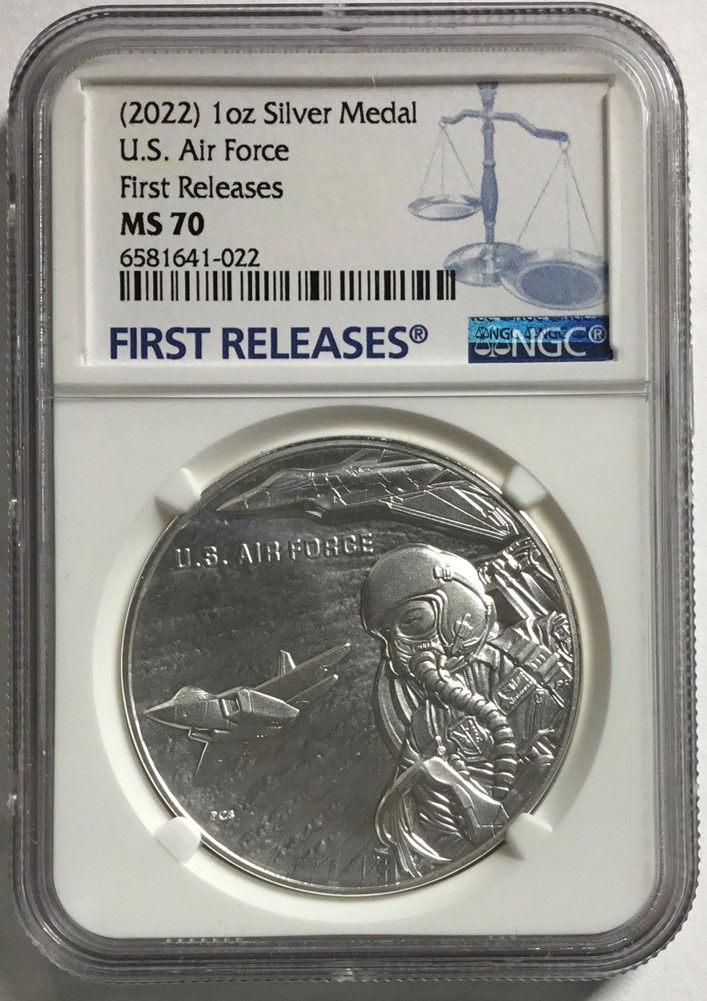 (2022) 1oz Silver Medal
U.S. Air Force
First Releases
MS 70
6581641-022
FIRST RELEASES®
NGC®
U.S. AIR FORCE